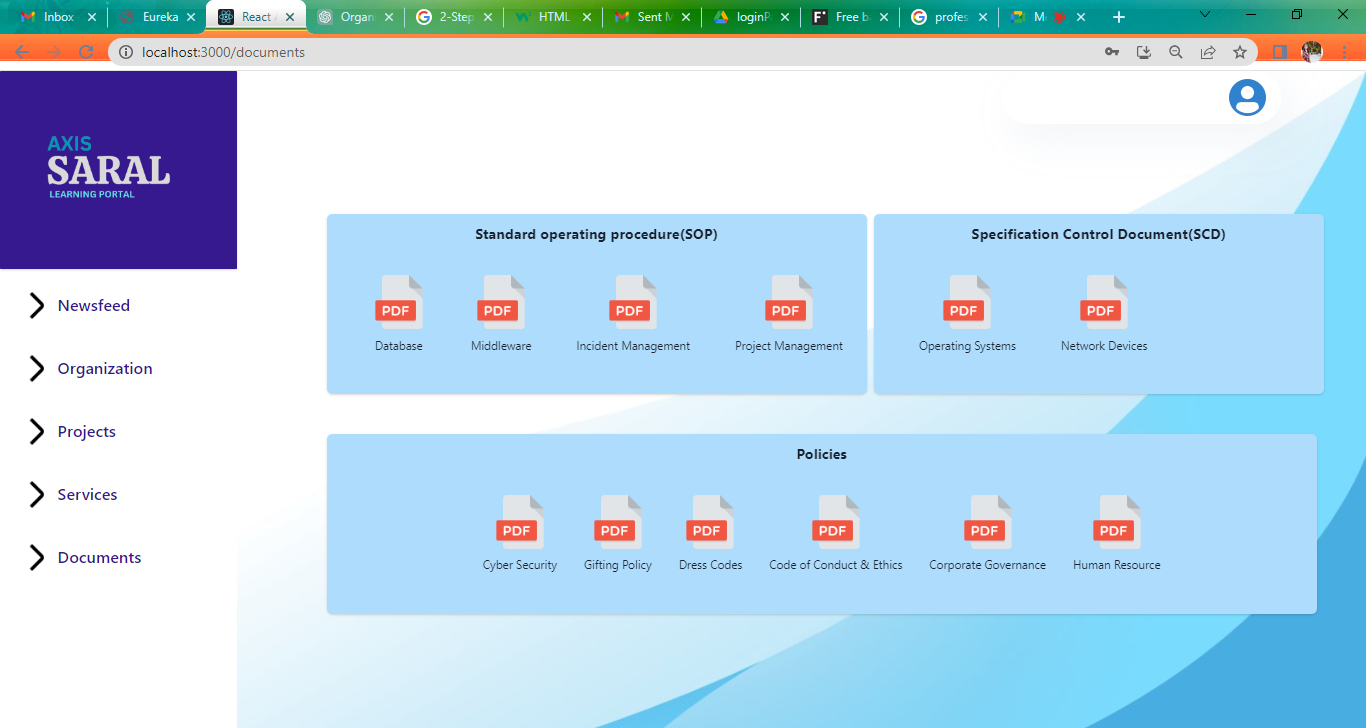 Inbox
Eureka
React
Organ
2-Step
HTML
Sent M
loginP
Free b
profes
M
localhost:3000/documents
AXIS
SARAL
LEARNING PORTAL
Newsfeed
Organization
Projects
Services
Documents
Standard operating procedure(SOP)
PDF PDF PDF PDF
Database Middleware Incident Management Project Management
Specification Control Document(SCD)
PDF PDF
Operating Systems Network Devices
Policies
PDF PDF PDF PDF PDF PDF
Cyber Security Gifting Policy Dress Codes Code of Conduct & Ethics Corporate Governance Human Resource